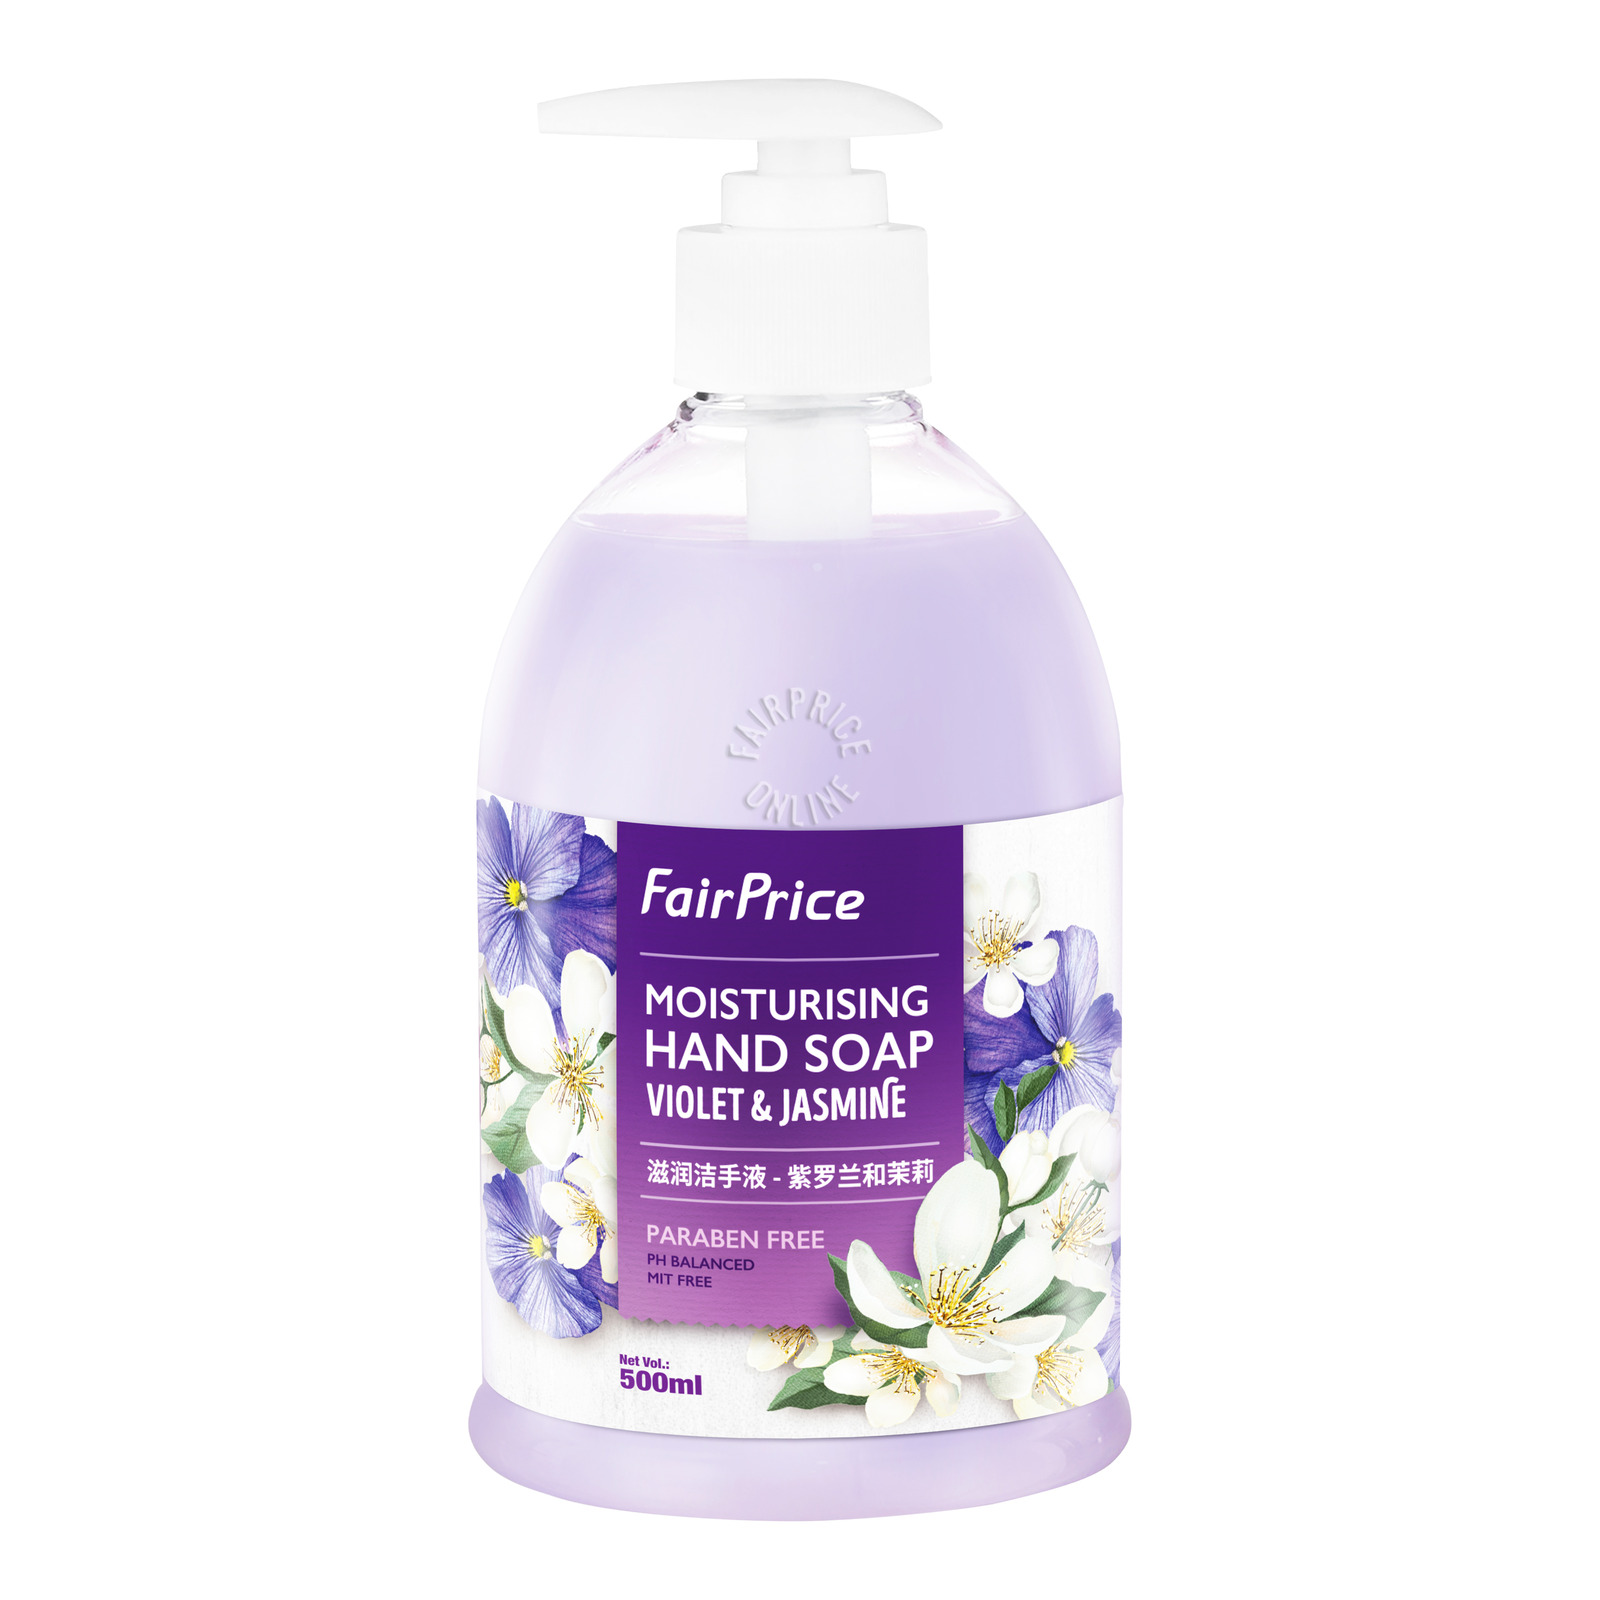 FAIRPRICE
ONLINE
FairPrice
MOISTURISING
HAND SOAP
VIOLET & JASMINE
滋润洁手液 - 紫罗兰和茉莉
PARABEN FREE
PH BALANCED
MIT FREE
Net Vol.:
500ml